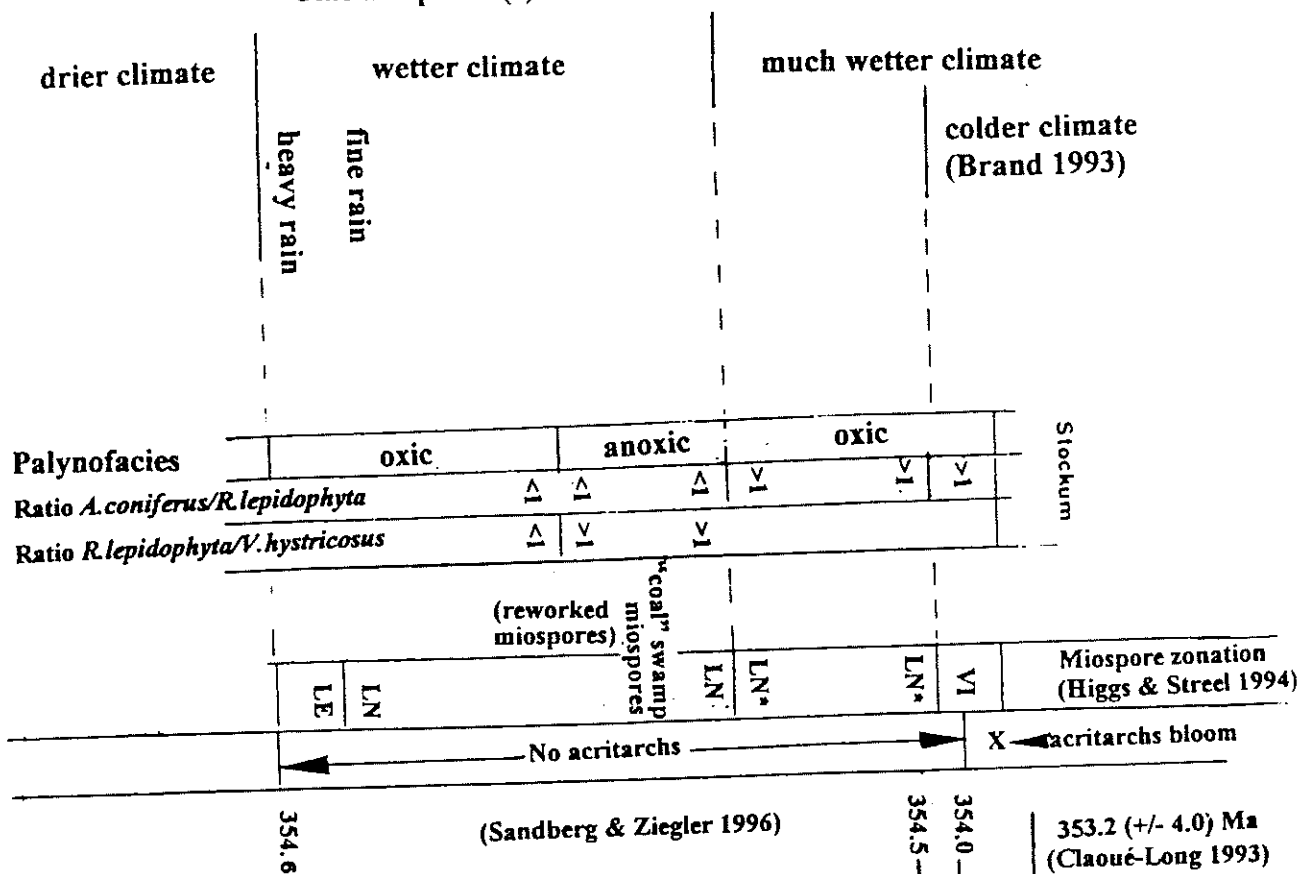 drier climate
wetter climate
much wetter climate
heavy rain
fine rain
colder climate
(Brand 1993)
Palynofacies
oxic
anoxic
oxic
Stockum
Ratio A.coniferus/R.lepidophyta
<1
<1
<1
>1
>1
>1
Ratio R.lepidophyta/V.hystricosus
<1
>1
>1
(reworked
miospores)
"coal" swamp
miospores
LE
LN
LN
LN*
LN*
VI
Miospore zonation
(Higgs & Streel 1994)
No acritarchs
X
acritarchs bloom
354.6
(Sandberg & Ziegler 1996)
354.5
354.0
353.2 (+/- 4.0) Ma
(Claoué-Long 1993)